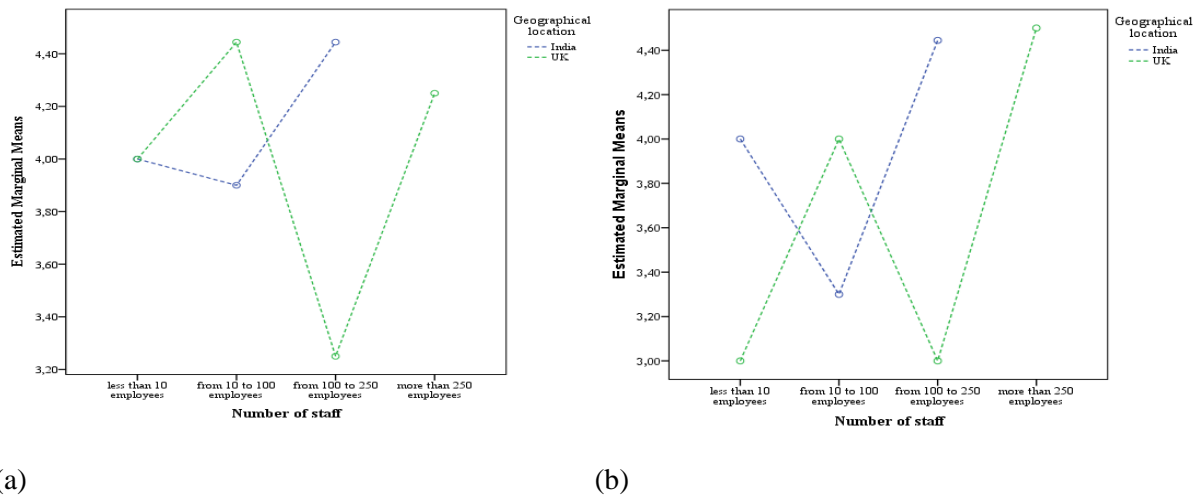 Geographical
location
India
UK
4,40
4,20
4,00
3,80
3,60
3,40
3,20
Estimated Marginal Means
less than 10
employees
from 10 to 100
employees
from 100 to 250
employees
more than 250
employees
Number of staff
(a)
Geographical
location
India
UK
4,40
4,20
4,00
3,80
3,60
3,40
3,20
3,00
Estimated Marginal Means
less than 10
employees
from 10 to 100
employees
from 100 to 250
employees
more than 250
employees
Number of staff
(b)